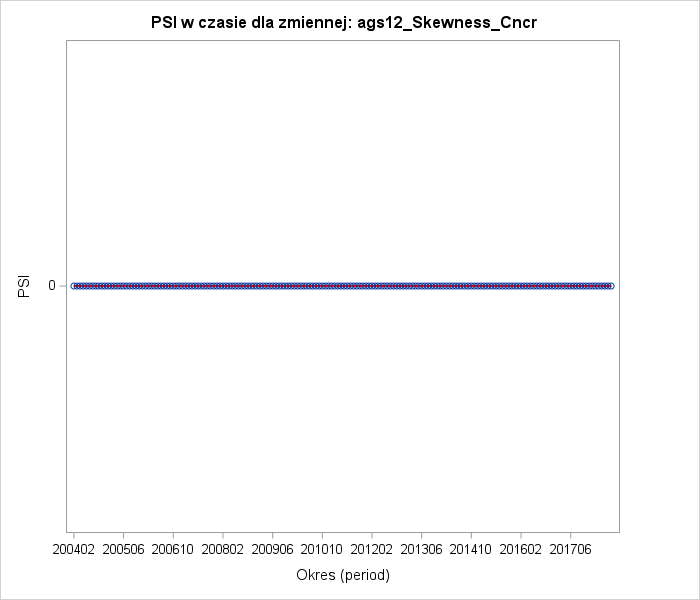 PSI w czasie dla zmiennej: ags12_Skewness_Cncr
PSI
0
200402 200506 200610 200802 200906 201010 201202 201306 201410 201602 201706
Okres (period)